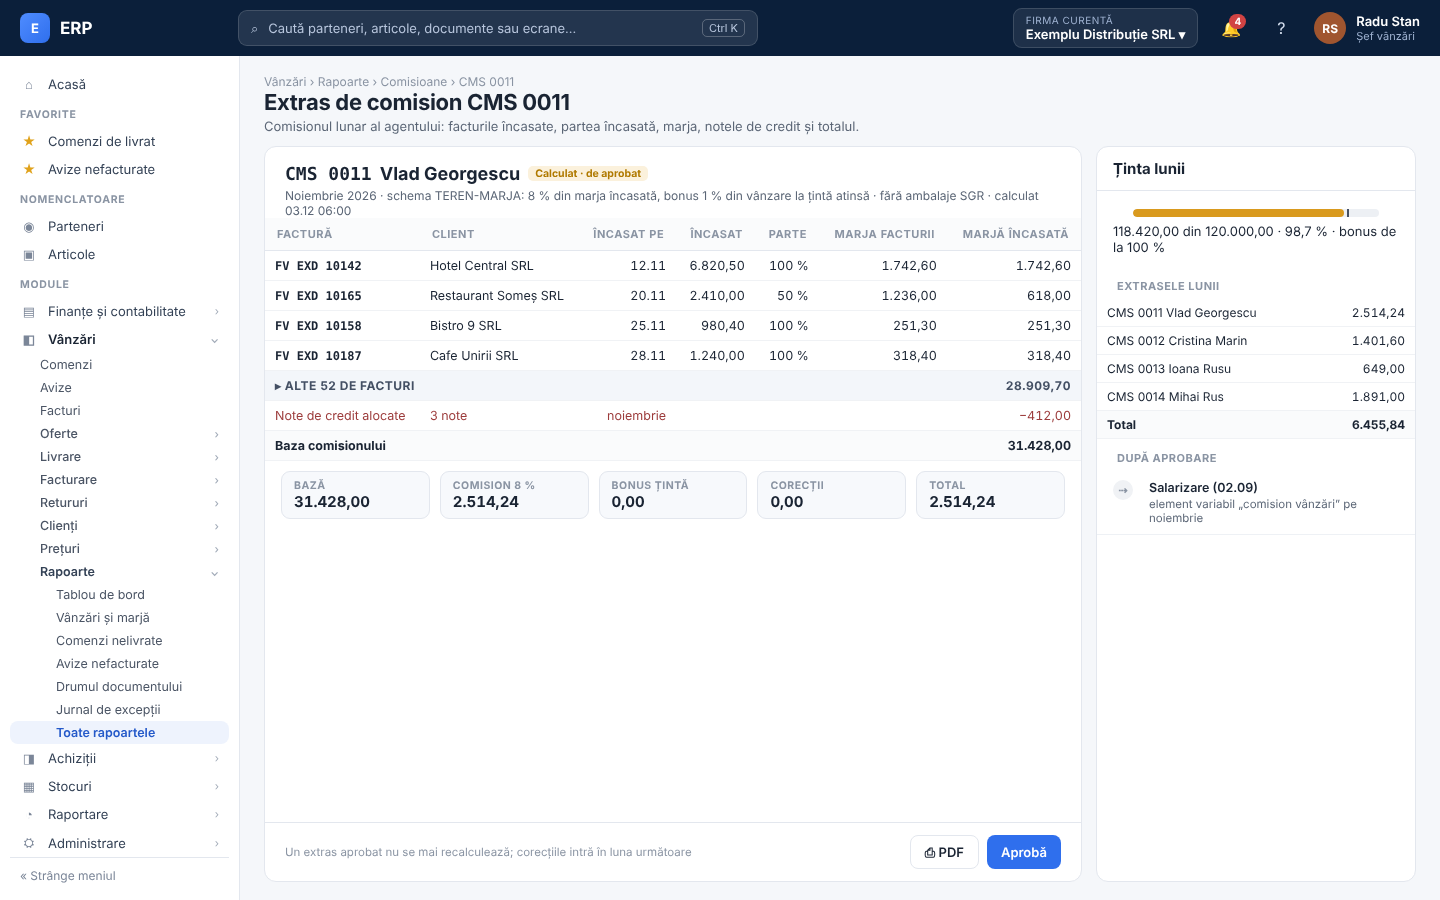 E ERP
Caută parteneri, articole, documente sau ecrane... Ctrl K
FIRMA CURENTĂ
Exemplu Distribuție SRL ▾
4
?
RS
Radu Stan
Șef vânzări
Acasă
FAVORITE
★ Comenzi de livrat
★ Avize nefacturate
NOMENCLATOARE
Parteneri
Articole
MODULE
Finanțe și contabilitate ›
Vânzări
Comenzi
Avize
Facturi
Oferte ›
Livrare ›
Facturare ›
Retururi ›
Clienți ›
Prețuri ›
Rapoarte
Tablou de bord
Vânzări și marjă
Comenzi nelivrate
Avize nefacturate
Drumul documentului
Jurnal de excepții
Toate rapoartele
Achiziții ›
Stocuri ›
Raportare ›
Administrare ›
« Strânge meniul
Vânzări › Rapoarte › Comisioane › CMS 0011
Extras de comision CMS 0011
Comisionul lunar al agentului: facturile încasate, partea încasată, marja, notele de credit și totalul.
CMS 0011 Vlad Georgescu Calculat · de aprobat
Noiembrie 2026 · schema TEREN-MARJA: 8 % din marja încasată, bonus 1 % din vânzare la țintă atinsă · fără ambalaje SGR · calculat
03.12 06:00
FACTURĂ CLIENT ÎNCASAT PE ÎNCASAT PARTE MARJA FACTURII MARJĂ ÎNCASATĂ
FV EXD 10142 Hotel Central SRL 12.11 6.820,50 100 % 1.742,60 1.742,60
FV EXD 10165 Restaurant Someș SRL 20.11 2.410,00 50 % 1.236,00 618,00
FV EXD 10158 Bistro 9 SRL 25.11 980,40 100 % 251,30 251,30
FV EXD 10187 Cafe Unirii SRL 28.11 1.240,00 100 % 318,40 318,40
▸ ALTE 52 DE FACTURI 28.909,70
Note de credit alocate 3 note noiembrie −412,00
Baza comisionului 31.428,00
BAZĂ
31.428,00
COMISION 8 %
2.514,24
BONUS ȚINTĂ
0,00
CORECȚII
0,00
TOTAL
2.514,24
Un extras aprobat nu se mai recalculează; corecțiile intră în luna următoare
PDF
Aprobă
Ținta lunii
118.420,00 din 120.000,00 · 98,7 % · bonus de
la 100 %
EXTRASELE LUNII
CMS 0011 Vlad Georgescu 2.514,24
CMS 0012 Cristina Marin 1.401,60
CMS 0013 Ioana Rusu 649,00
CMS 0014 Mihai Rus 1.891,00
Total 6.455,84
DUPĂ APROBARE
→ Salarizare (02.09)
element variabil „comision vânzări” pe
noiembrie